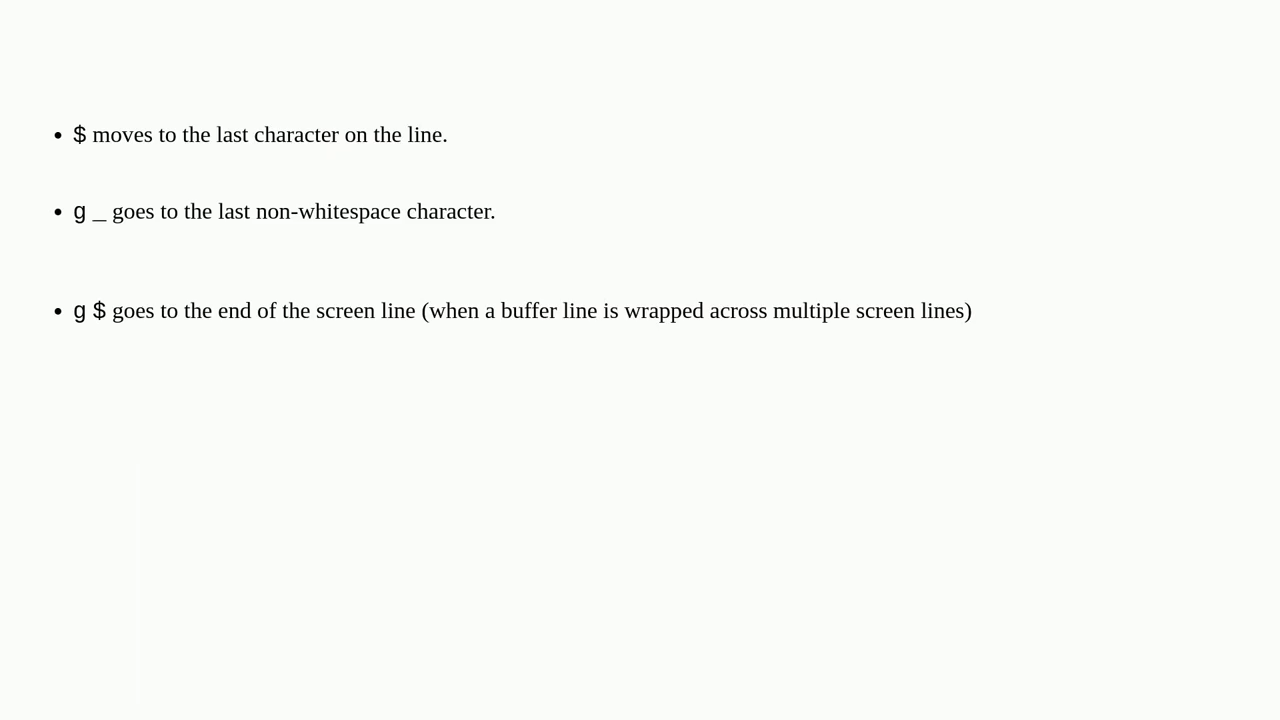 • $ moves to the last character on the line.
• g _ goes to the last non-whitespace character.
• g $ goes to the end of the screen line (when a buffer line is wrapped across multiple screen lines)